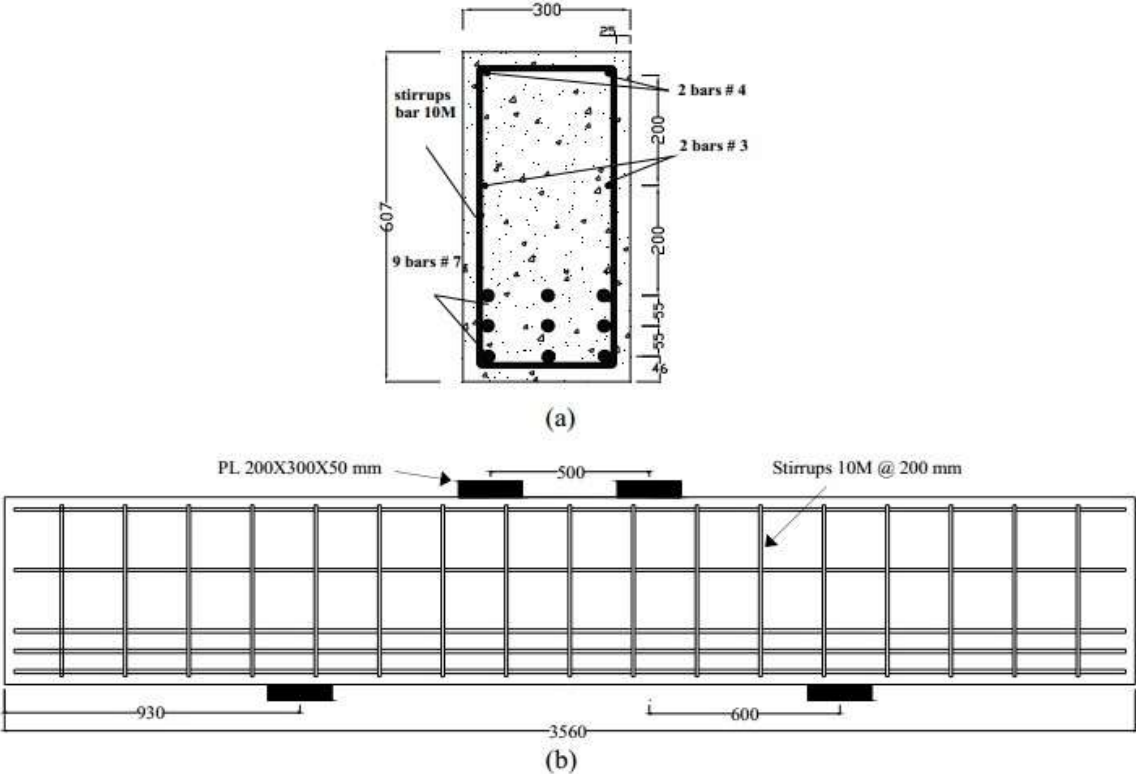 300
25
stirrups
bar 10M
2 bars # 4
200
2 bars # 3
607
200
9 bars # 7
55
55
46
(a)
PL 200X300X50 mm
500
Stirrups 10M @ 200 mm
930
600
3560
(b)